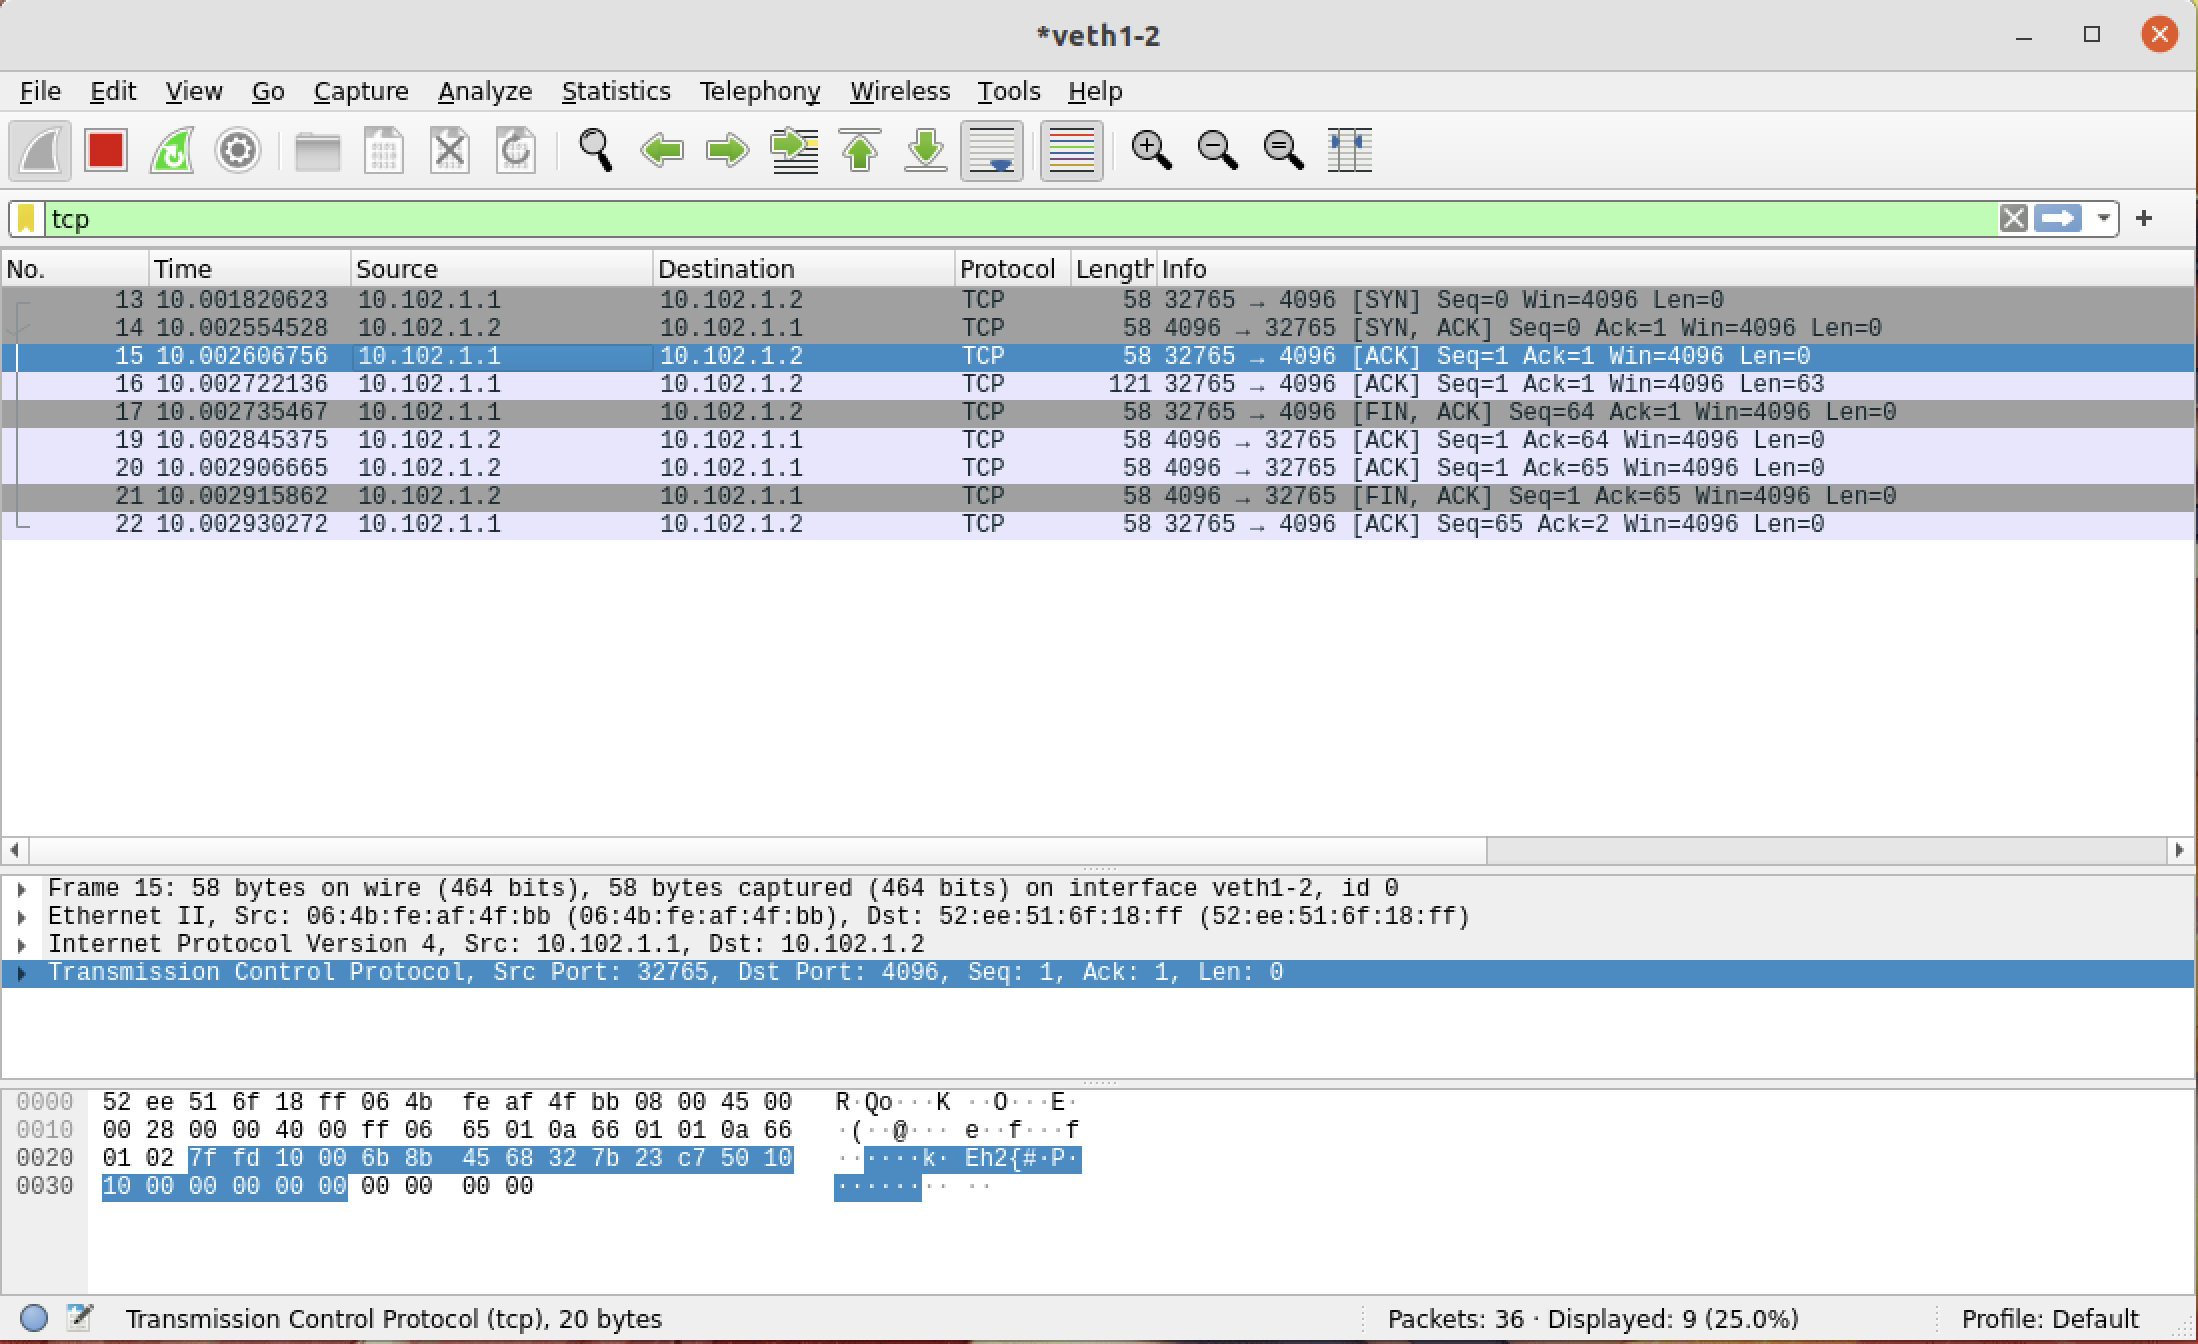 *veth1-2
File Edit View Go Capture Analyze Statistics Telephony Wireless Tools Help
tcp
No. Time Source Destination Protocol Length Info
13 10.001820623 10.102.1.1 10.102.1.2 TCP 58 32765 → 4096 [SYN] Seq=0 Win=4096 Len=0
14 10.002554528 10.102.1.2 10.102.1.1 TCP 58 4096 → 32765 [SYN, ACK] Seq=0 Ack=1 Win=4096 Len=0
15 10.002606756 10.102.1.1 10.102.1.2 TCP 58 32765 → 4096 [ACK] Seq=1 Ack=1 Win=4096 Len=0
16 10.002722136 10.102.1.1 10.102.1.2 TCP 121 32765 → 4096 [ACK] Seq=1 Ack=1 Win=4096 Len=63
17 10.002735467 10.102.1.1 10.102.1.2 TCP 58 32765 → 4096 [FIN, ACK] Seq=64 Ack=1 Win=4096 Len=0
19 10.002845375 10.102.1.2 10.102.1.1 TCP 58 4096 → 32765 [ACK] Seq=1 Ack=64 Win=4096 Len=0
20 10.002906665 10.102.1.2 10.102.1.1 TCP 58 4096 → 32765 [ACK] Seq=1 Ack=65 Win=4096 Len=0
21 10.002915862 10.102.1.2 10.102.1.1 TCP 58 4096 → 32765 [FIN, ACK] Seq=1 Ack=65 Win=4096 Len=0
22 10.002930272 10.102.1.1 10.102.1.2 TCP 58 32765 → 4096 [ACK] Seq=65 Ack=2 Win=4096 Len=0
Frame 15: 58 bytes on wire (464 bits), 58 bytes captured (464 bits) on interface veth1-2, id 0
Ethernet II, Src: 06:4b:fe:af:4f:bb (06:4b:fe:af:4f:bb), Dst: 52:ee:51:6f:18:ff (52:ee:51:6f:18:ff)
Internet Protocol Version 4, Src: 10.102.1.1, Dst: 10.102.1.2
Transmission Control Protocol, Src Port: 32765, Dst Port: 4096, Seq: 1, Ack: 1, Len: 0
0000 52 ee 51 6f 18 ff 06 4b fe af 4f bb 08 00 45 00 R·Qo···K ··O···E·
0010 00 28 00 00 40 00 ff 06 65 01 0a 66 01 01 0a 66 ·(··@··· e··f···f
0020 01 02 7f fd 10 00 6b 8b 45 68 32 7b 23 c7 50 10 ······k· Eh2{#·P·
0030 10 00 00 00 00 00 00 00 00 00 ········ ··
Transmission Control Protocol (tcp), 20 bytes
Packets: 36 · Displayed: 9 (25.0%)
Profile: Default